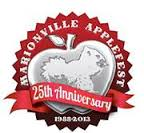 MARIONVILLE APPLEFEST
25th Anniversary
1988-2013